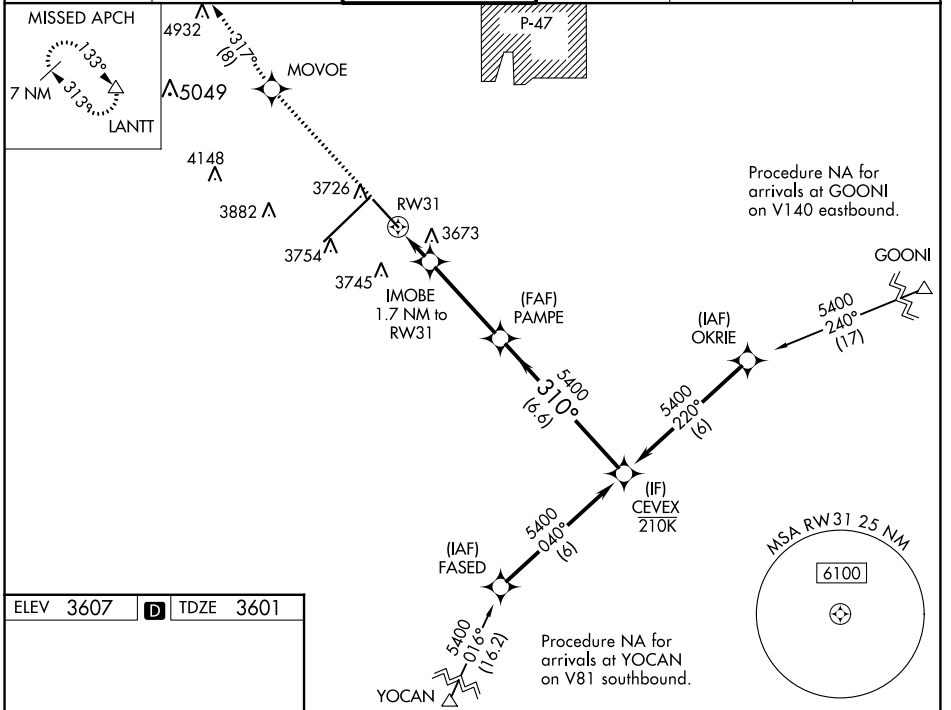 MISSED APCH
133°
7 NM
313°
LANTT
4932
317°
(8)
MOVOE
5049
P-47
4148
3726
3882
RW31
3673
3754
3745
IMOBE
1.7 NM to
RW31
(FAF)
PAMPE
Procedure NA for
arrivals at GOONI
on V140 eastbound.
GOONI
5400
240°
(17)
(IAF)
OKRIE
5400
310°
(6.6)
5400
220°
(6)
(IF)
CEVEX
210K
5400
040°
(6)
(IAF)
FASED
MSA RW31 25 NM
6100
ELEV 3607 D TDZE 3601
5400
016°
(16.2)
Procedure NA for
arrivals at YOCAN
on V81 southbound.
YOCAN